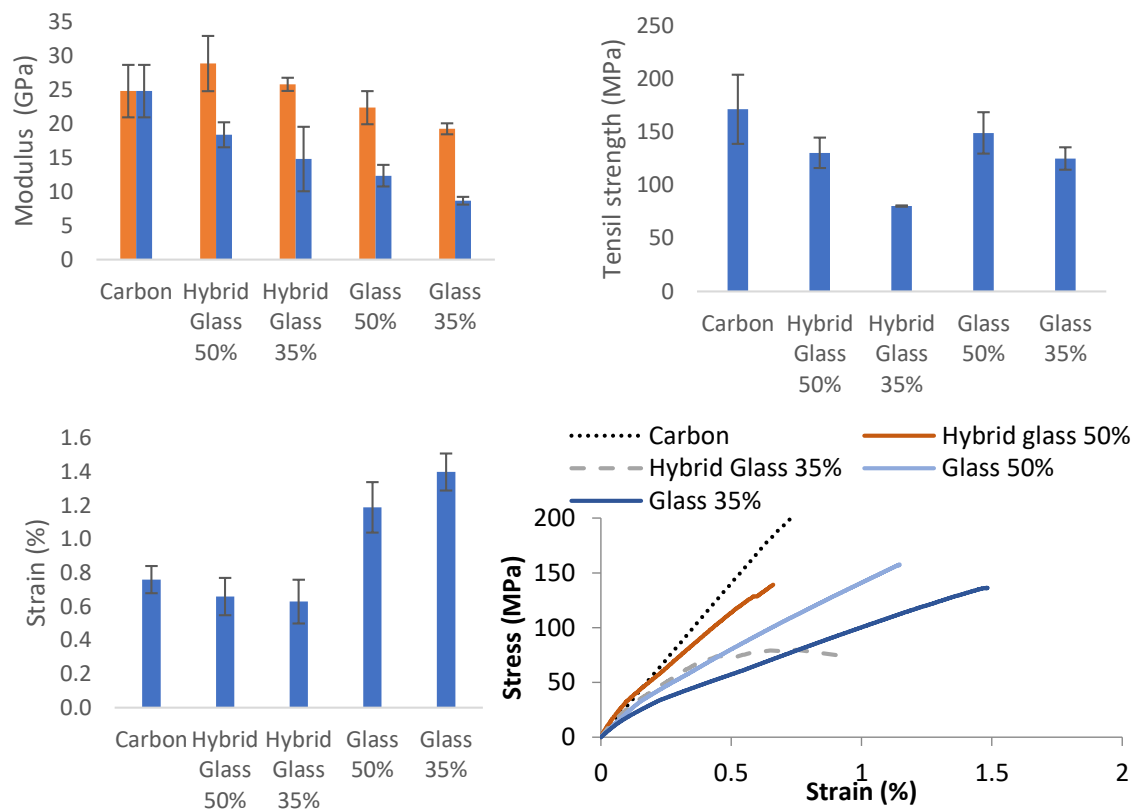 Modulus (GPa)
35
30
25
20
15
10
5
0
Carbon Hybrid Hybrid Glass Glass
Glass Glass 50% 35%
50% 35%
Tensil strength (MPa)
250
200
150
100
50
0
Carbon Hybrid Hybrid Glass Glass
Glass Glass 50% 35%
50% 35%
Strain (%)
1.6
1.4
1.2
1.0
0.8
0.6
0.4
0.2
0.0
Carbon Hybrid Hybrid Glass Glass
Glass Glass 50% 35%
50% 35%
Carbon Hybrid glass 50%
Hybrid Glass 35% Glass 50%
Glass 35%
Stress (MPa)
200
150
100
50
0
0 0.5 1 1.5 2
Strain (%)